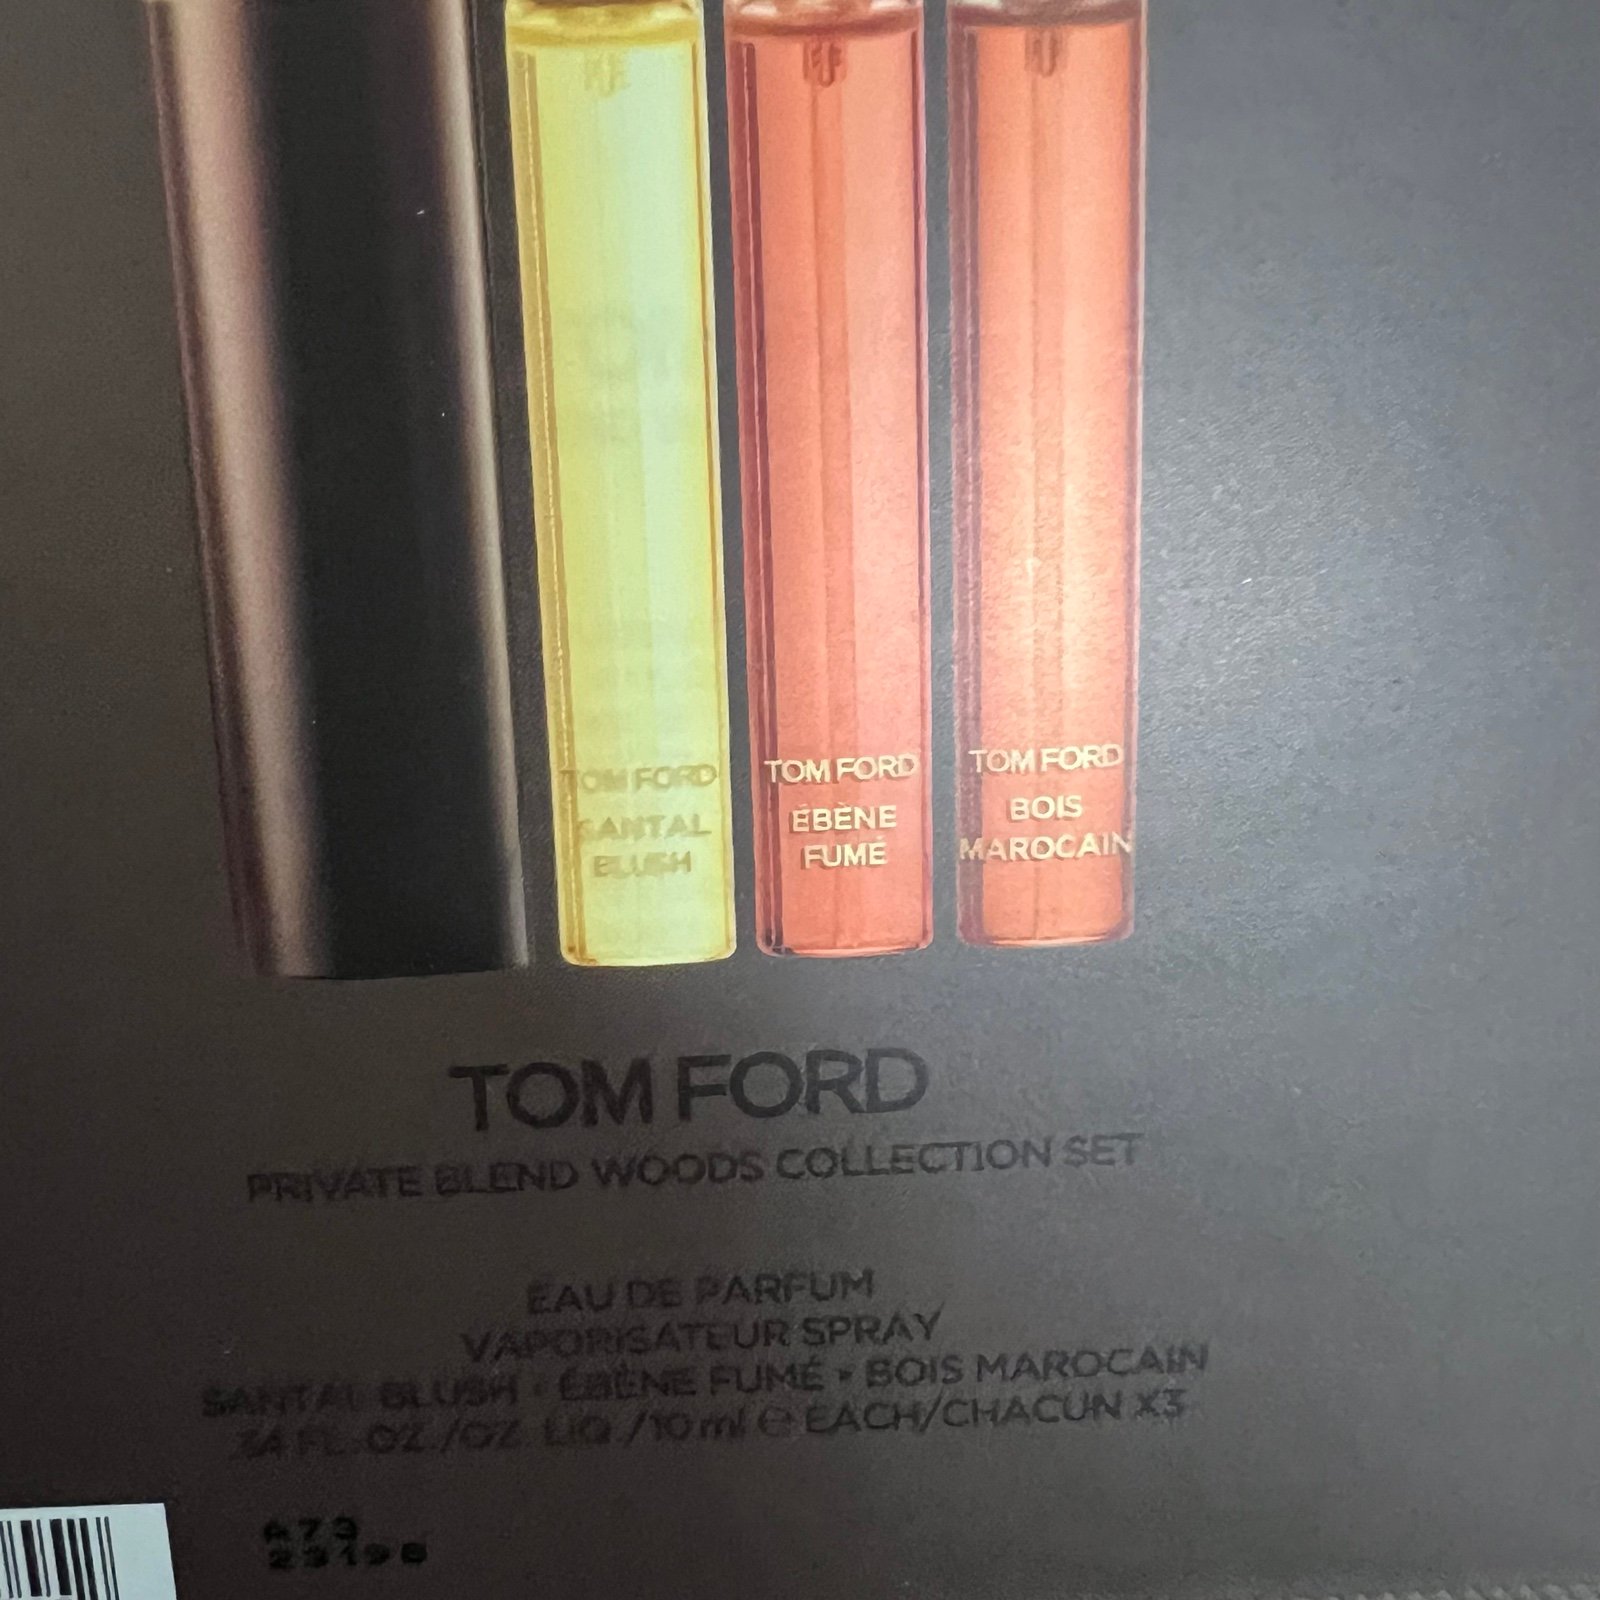 TOM FORD
SANTAL
BLUSH
TOM FORD
ÉBÈNE
FUMÉ
TOM FORD
BOIS
MAROCAIN
TOM FORD
PRIVATE BLEND WOODS COLLECTION SET
EAU DE PARFUM
VAPORISATEUR SPRAY
SANTAL BLUSH • ÉBÈNE FUMÉ • BOIS MAROCAIN
.34 FL. OZ./OZ. LIQ./10 ml ℮ EACH/CHACUN X3
A73